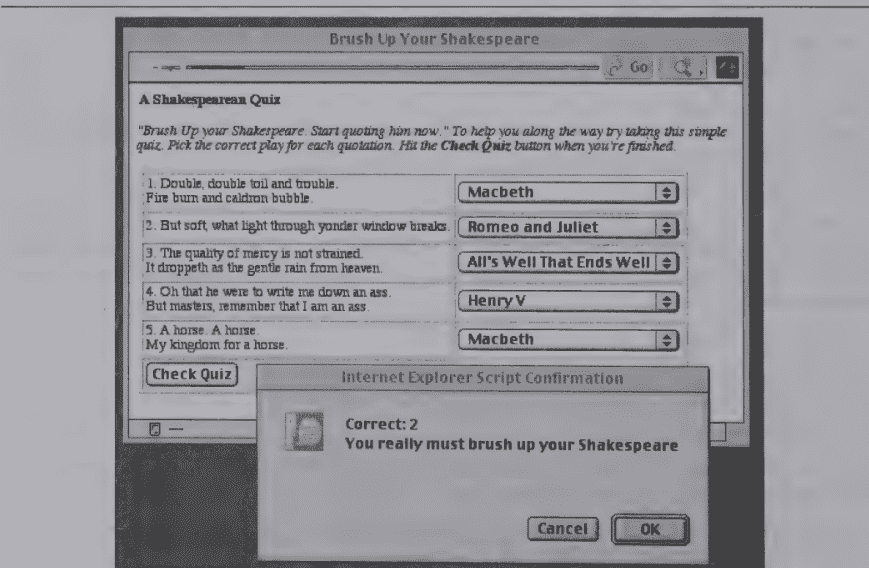 Brush Up Your Shakespeare
Go
A Shakespearean Quiz
"Brush Up your Shakespeare. Start quoting him now." To help you along the way try taking this simple
quiz. Pick the correct play for each quotation. Hit the Check Quiz button when you're finished.
1. Double, double toil and trouble.
Fire burn and caldron bubble.
Macbeth
2. But soft, what light through yonder window breaks.
Romeo and Juliet
3. The quality of mercy is not strained.
It droppeth as the gentle rain from heaven.
All's Well That Ends Well
4. Oh that he were to write me down an ass.
But masters, remember that I am an ass.
Henry V
5. A horse. A horse.
My kingdom for a horse.
Macbeth
Check Quiz
Internet Explorer Script Confirmation
Correct: 2
You really must brush up your Shakespeare
Cancel
OK